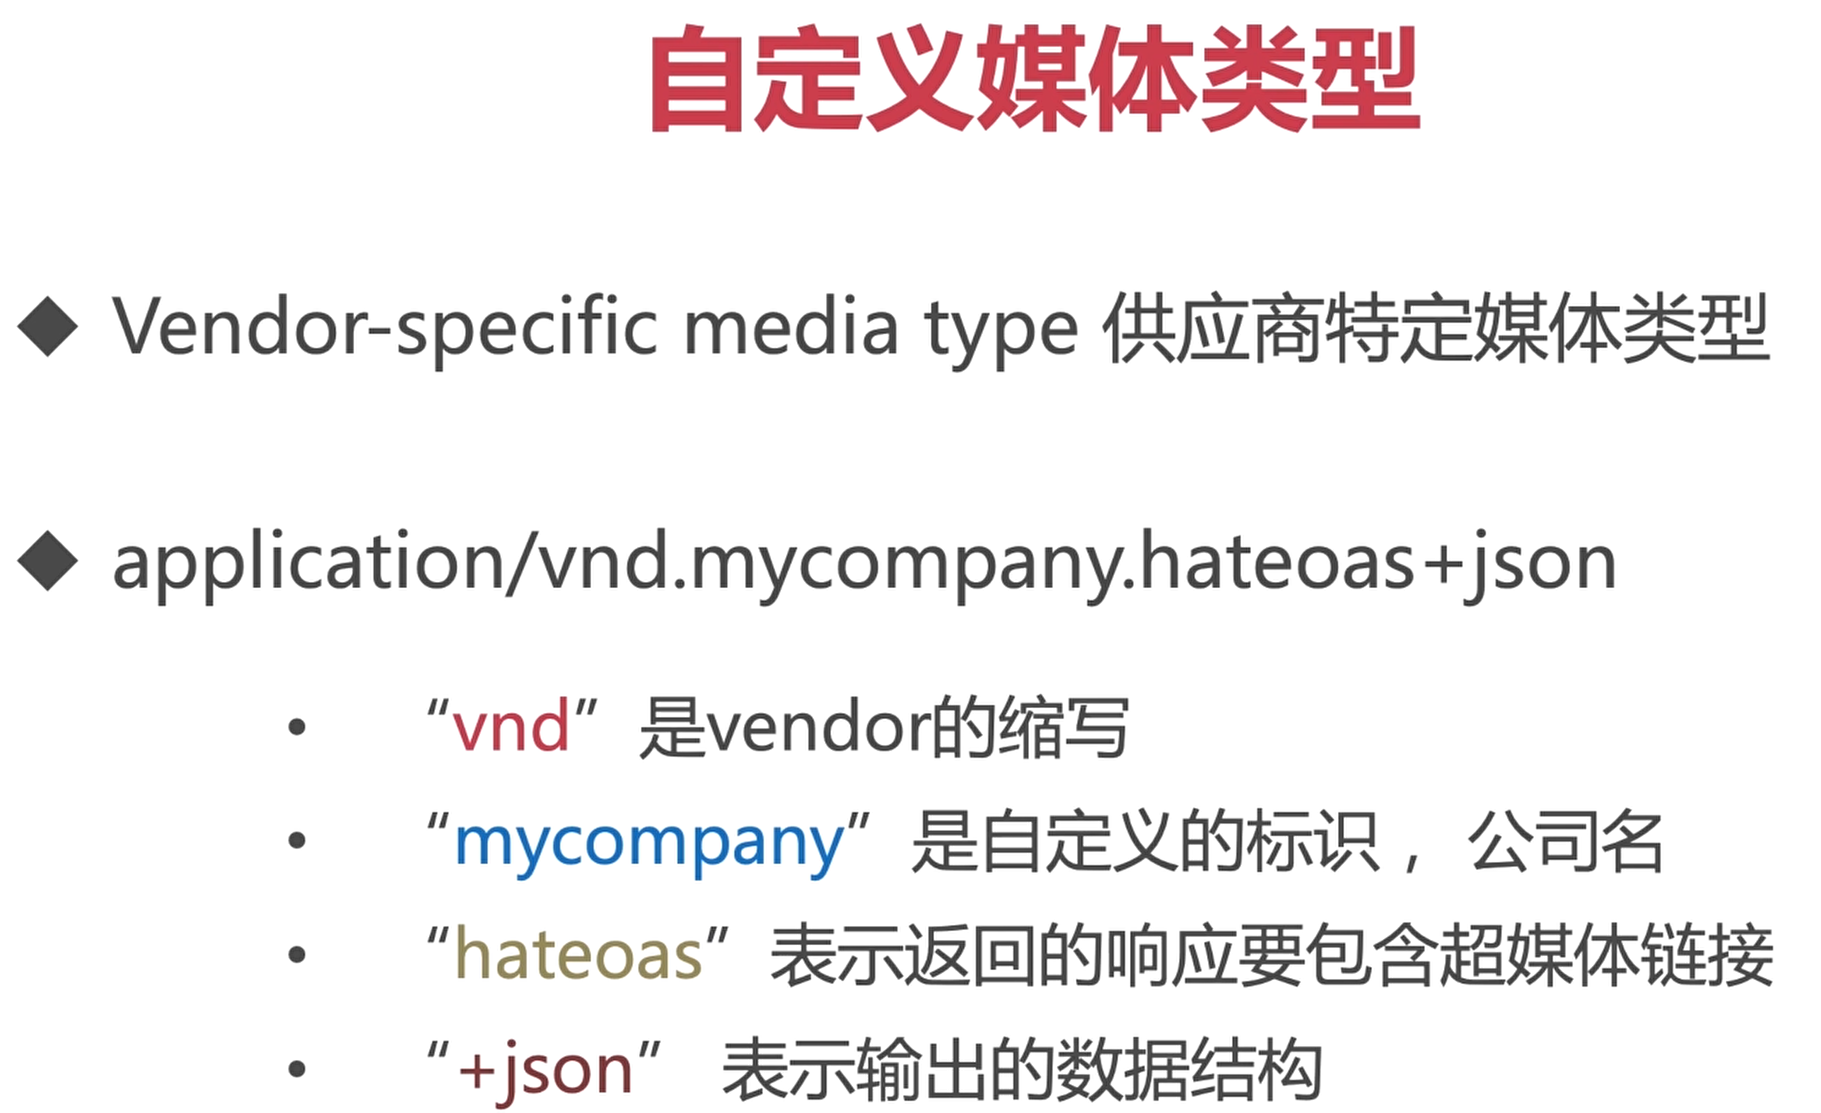 自定义媒体类型
◆ Vendor-specific media type 供应商特定媒体类型
◆ application/vnd.mycompany.hateoas+json
• “vnd” 是vendor的缩写
• “mycompany” 是自定义的标识， 公司名
• “hateoas” 表示返回的响应要包含超媒体链接
• “+json” 表示输出的数据结构